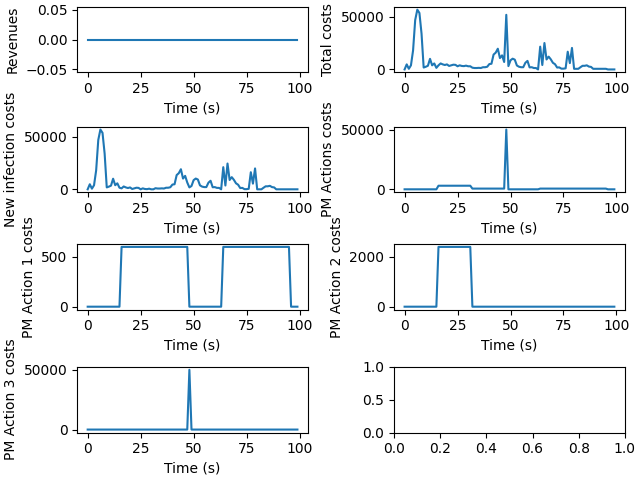 Revenues
0.05
0.00
−0.05
0 25 50 75 100
Time (s)
Total costs
50000
0
0 25 50 75 100
Time (s)
New infection costs
50000
0
0 25 50 75 100
Time (s)
PM Actions costs
50000
0
0 25 50 75 100
Time (s)
PM Action 1 costs
500
0
0 25 50 75 100
Time (s)
PM Action 2 costs
2000
0
0 25 50 75 100
Time (s)
PM Action 3 costs
50000
0
0 25 50 75 100
Time (s)
1.0
0.5
0.0
0.0 0.2 0.4 0.6 0.8 1.0